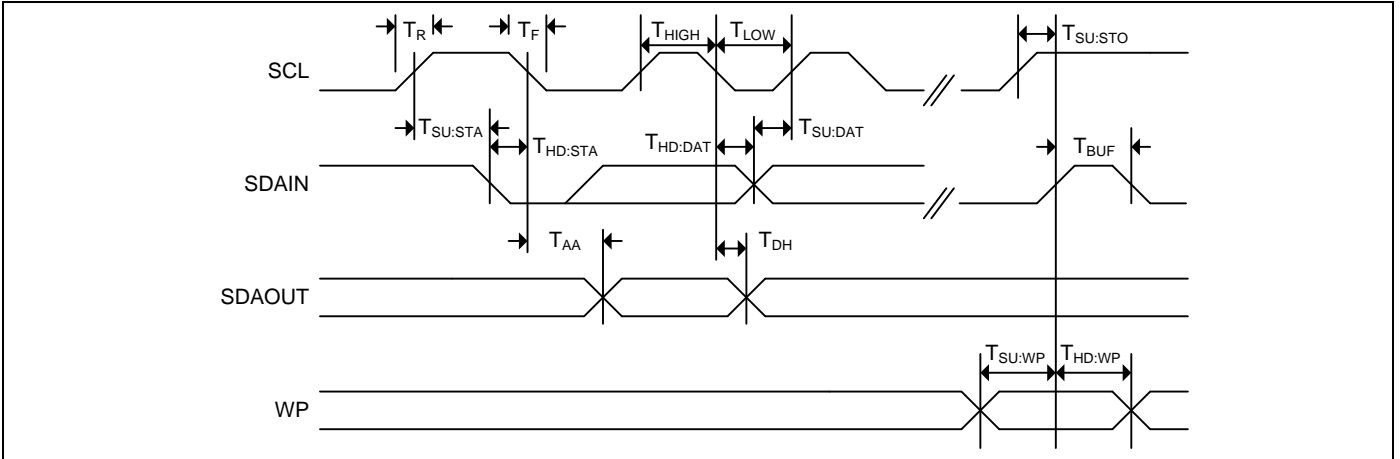 T_R T_F T_HIGH T_LOW T_SU:STO
SCL
T_SU:STA T_HD:STA T_HD:DAT T_SU:DAT
T_BUF
SDAIN
T_AA T_DH
SDAOUT
T_SU:WP T_HD:WP
WP